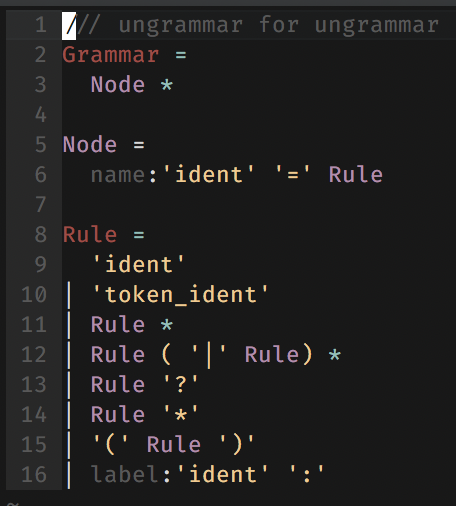 1 /// ungrammar for ungrammar
2 Grammar =
3   Node *
4
5 Node =
6   name:'ident' '=' Rule
7
8 Rule =
9   'ident'
10 | 'token_ident'
11 | Rule *
12 | Rule ( '|' Rule) *
13 | Rule '?'
14 | Rule '*'
15 | '(' Rule ')'
16 | label:'ident' ':'
~